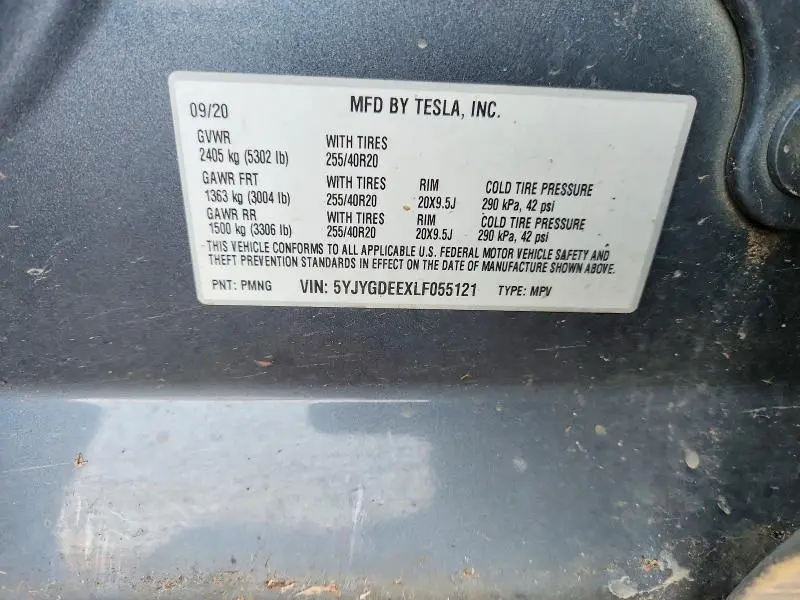 MFD BY TESLA, INC.
09/20
GVWR
2405 kg (5302 lb)
WITH TIRES
255/40R20
GAWR FRT
1363 kg (3004 lb)
WITH TIRES
255/40R20
RIM
20X9.5J
COLD TIRE PRESSURE
290 kPa, 42 psi
GAWR RR
1500 kg (3306 lb)
WITH TIRES
255/40R20
RIM
20X9.5J
COLD TIRE PRESSURE
290 kPa, 42 psi
THIS VEHICLE CONFORMS TO ALL APPLICABLE U.S. FEDERAL MOTOR VEHICLE SAFETY AND
THEFT PREVENTION STANDARDS IN EFFECT ON THE DATE OF MANUFACTURE SHOWN ABOVE.
PNT: PMNG VIN: 5YJYGDEEXLF055121 TYPE: MPV